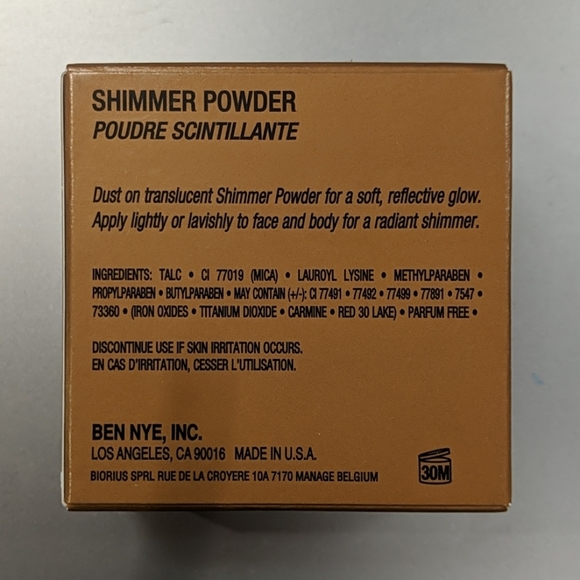 SHIMMER POWDER
POUDRE SCINTILLANTE
Dust on translucent Shimmer Powder for a soft, reflective glow.
Apply lightly or lavishly to face and body for a radiant shimmer.
INGREDIENTS: TALC • CI 77019 (MICA) • LAUROYL LYSINE • METHYLPARABEN •
PROPYLPARABEN • BUTYLPARABEN • MAY CONTAIN (+/-): CI 77491 • 77492 • 77499 • 77891 • 7547 •
73360 • (IRON OXIDES • TITANIUM DIOXIDE • CARMINE • RED 30 LAKE) • PARFUM FREE •
DISCONTINUE USE IF SKIN IRRITATION OCCURS.
EN CAS D'IRRITATION, CESSER L'UTILISATION.
BEN NYE, INC.
LOS ANGELES, CA 90016 MADE IN U.S.A.
BIORIUS SPRL RUE DE LA CROYERE 10A 7170 MANAGE BELGIUM
30M